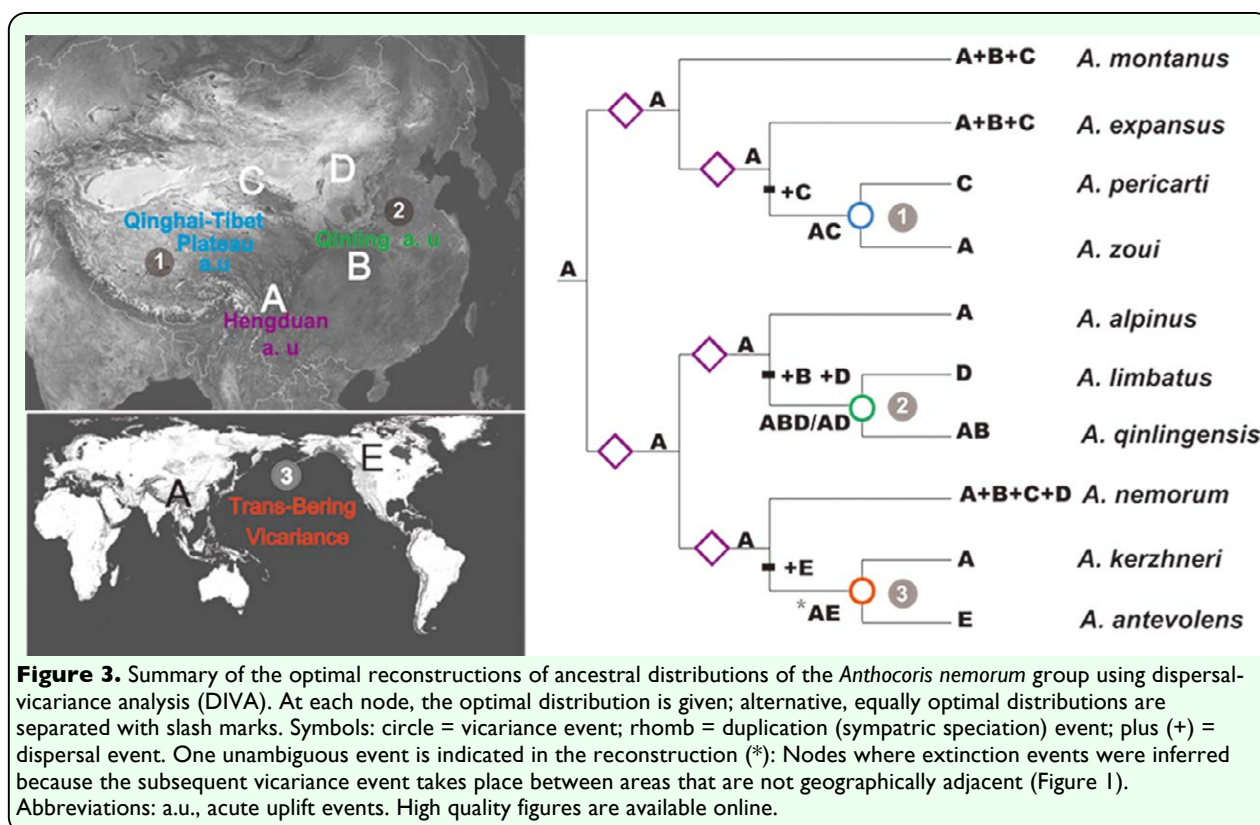 C
D
2
Qinghai-Tibet
Plateau
a.u
Qinling a. u
1
B
A
Hengduan
a. u
E
3
A
Trans-Bering
Vicariance
A+B+C A. montanus
A
A+B+C A. expansus
A
+C
C A. pericarti
AC 1
A A. zoui
A
A A. alpinus
A
+B +D
D A. limbatus
ABD/AD 2
AB A. qinlingensis
A
A+B+C+D A. nemorum
A
+E
A A. kerzhneri
*AE 3
E A. antevolens
Figure 3. Summary of the optimal reconstructions of ancestral distributions of the Anthocoris nemorum group using dispersal-
vicariance analysis (DIVA). At each node, the optimal distribution is given; alternative, equally optimal distributions are
separated with slash marks. Symbols: circle = vicariance event; rhomb = duplication (sympatric speciation) event; plus (+) =
dispersal event. One unambiguous event is indicated in the reconstruction (*): Nodes where extinction events were inferred
because the subsequent vicariance event takes place between areas that are not geographically adjacent (Figure 1).
Abbreviations: a.u., acute uplift events. High quality figures are available online.